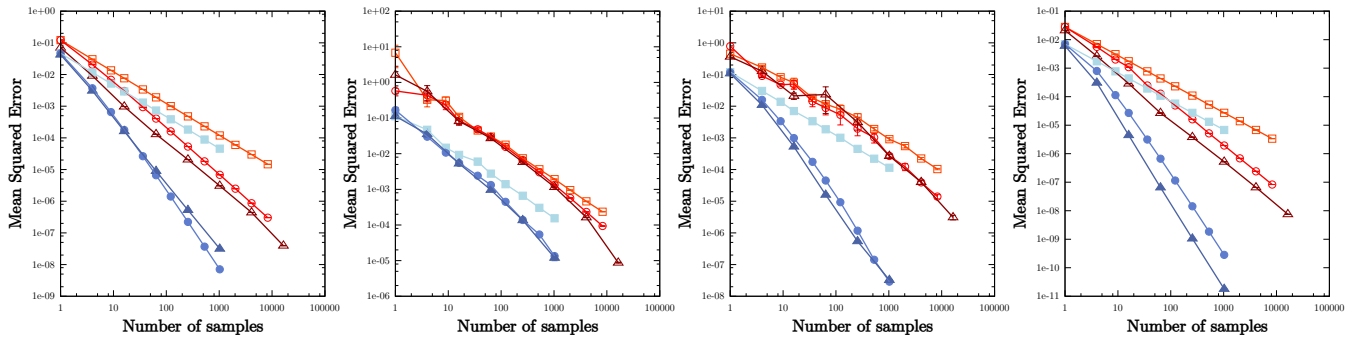 Mean Squared Error
1e+00
1e-01
1e-02
1e-03
1e-04
1e-05
1e-06
1e-07
1e-08
1e-09
1
10
100
1000
10000
100000
Number of samples
Mean Squared Error
1e+02
1e+01
1e+00
1e-01
1e-02
1e-03
1e-04
1e-05
1e-06
1
10
100
1000
10000
100000
Number of samples
Mean Squared Error
1e+01
1e+00
1e-01
1e-02
1e-03
1e-04
1e-05
1e-06
1e-07
1e-08
1
10
100
1000
10000
100000
Number of samples
Mean Squared Error
1e-01
1e-02
1e-03
1e-04
1e-05
1e-06
1e-07
1e-08
1e-09
1e-10
1e-11
1
10
100
1000
10000
100000
Number of samples